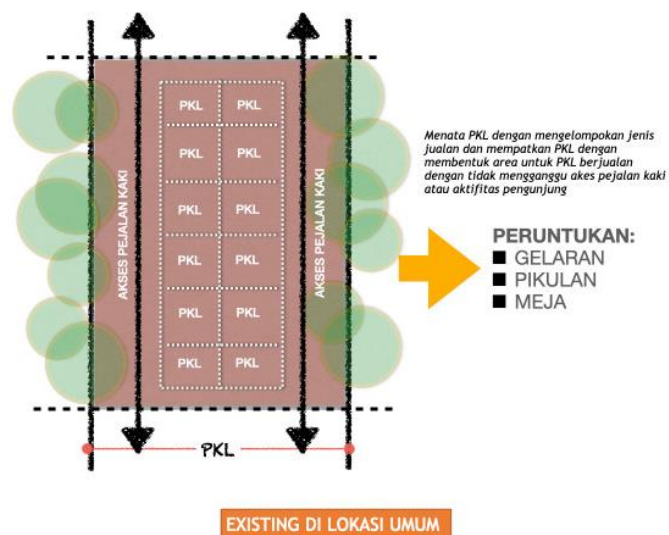 PKL PKL
PKL PKL
PKL PKL
PKL PKL
PKL PKL
PKL PKL
AKSES PEJALAN KAKI
AKSES PEJALAN KAKI
PKL
Menata PKL dengan mengelompokan jenis
jualan dan mempatkan PKL dengan
membentuk area untuk PKL berjualan
dengan tidak mengganggu akes pejalan kaki
atau aktifitas pengunjung
PERUNTUKAN:
■ GELARAN
■ PIKULAN
■ MEJA
EXISTING DI LOKASI UMUM